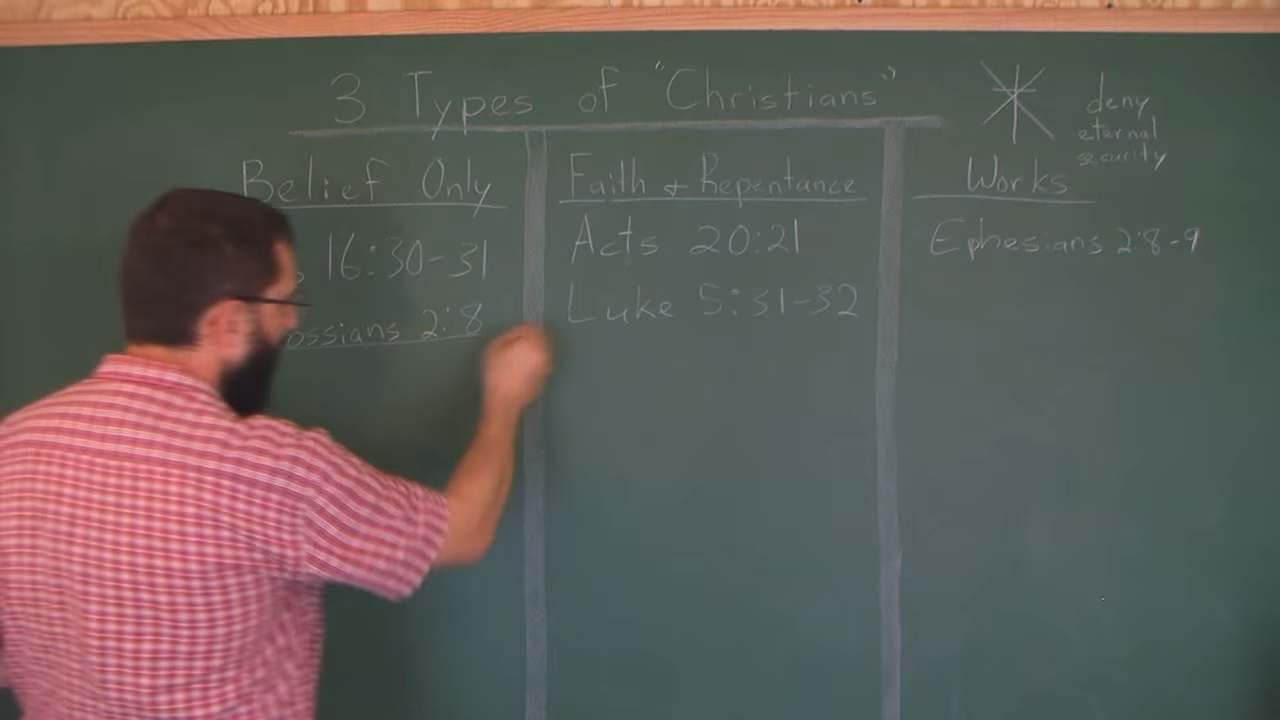 3 Types of "Christians"
deny
eternal
security
Belief Only
16:30-31
ossians 2:8
Faith & Repentance
Acts 20:21
Luke 5:31-32
Works
Ephesians 2:8-9